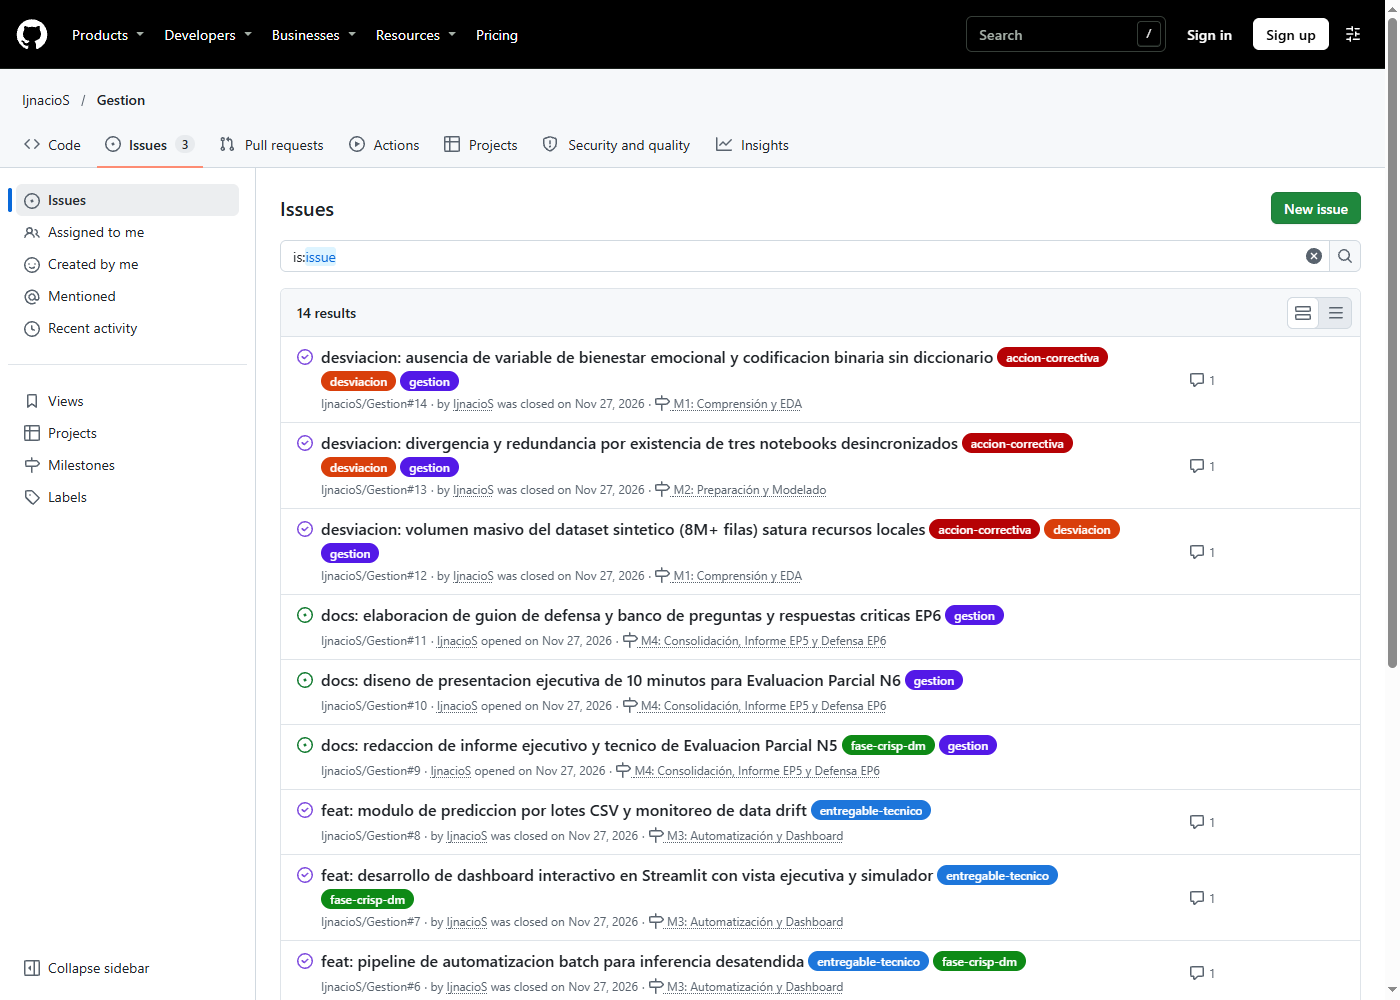 Products Developers Businesses Resources Pricing Search / Sign in Sign up
IjnacioS / Gestion
Code Issues 3 Pull requests Actions Projects Security and quality Insights
Issues
Assigned to me
Created by me
Mentioned
Recent activity
Views
Projects
Milestones
Labels
Collapse sidebar
Issues New issue
is:issue
14 results
desviacion: ausencia de variable de bienestar emocional y codificacion binaria sin diccionario accion-correctiva
desviacion gestion 1
IjnacioS/Gestion#14 · by IjnacioS was closed on Nov 27, 2026 · M1: Comprensión y EDA
desviacion: divergencia y redundancia por existencia de tres notebooks desincronizados accion-correctiva
desviacion gestion 1
IjnacioS/Gestion#13 · by IjnacioS was closed on Nov 27, 2026 · M2: Preparación y Modelado
desviacion: volumen masivo del dataset sintetico (8M+ filas) satura recursos locales accion-correctiva desviacion
gestion 1
IjnacioS/Gestion#12 · by IjnacioS was closed on Nov 27, 2026 · M1: Comprensión y EDA
docs: elaboracion de guion de defensa y banco de preguntas y respuestas criticas EP6 gestion
IjnacioS/Gestion#11 · IjnacioS opened on Nov 27, 2026 · M4: Consolidación, Informe EP5 y Defensa EP6
docs: diseno de presentacion ejecutiva de 10 minutos para Evaluacion Parcial N6 gestion
IjnacioS/Gestion#10 · IjnacioS opened on Nov 27, 2026 · M4: Consolidación, Informe EP5 y Defensa EP6
docs: redaccion de informe ejecutivo y tecnico de Evaluacion Parcial N5 fase-crisp-dm gestion
IjnacioS/Gestion#9 · IjnacioS opened on Nov 27, 2026 · M4: Consolidación, Informe EP5 y Defensa EP6
feat: modulo de prediccion por lotes CSV y monitoreo de data drift entregable-tecnico 1
IjnacioS/Gestion#8 · by IjnacioS was closed on Nov 27, 2026 · M3: Automatización y Dashboard
feat: desarrollo de dashboard interactivo en Streamlit con vista ejecutiva y simulador entregable-tecnico
fase-crisp-dm 1
IjnacioS/Gestion#7 · by IjnacioS was closed on Nov 27, 2026 · M3: Automatización y Dashboard
feat: pipeline de automatizacion batch para inferencia desatendida entregable-tecnico fase-crisp-dm 1
IjnacioS/Gestion#6 · by IjnacioS was closed on Nov 27, 2026 · M3: Automatización y Dashboard